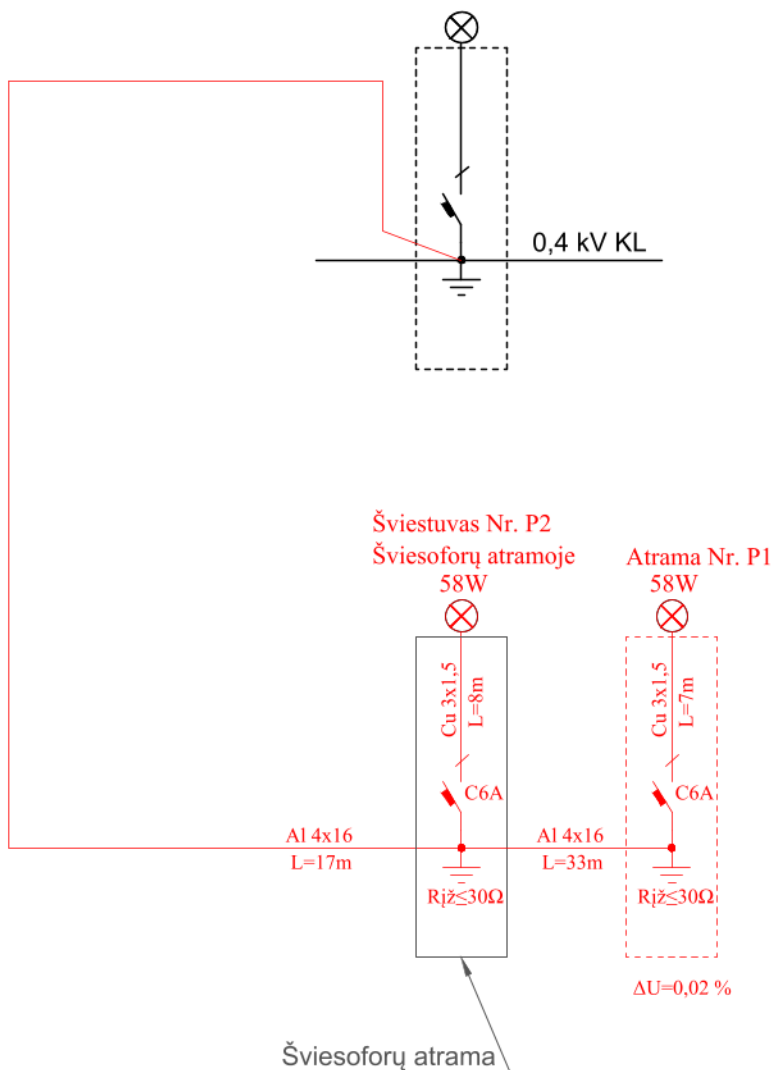 0,4 kV KL
Šviestuvas Nr. P2
Šviesoforų atramoje
58W
Atrama Nr. P1
58W
Cu 3x1,5
L=8m
Cu 3x1,5
L=7m
C6A
C6A
Al 4x16
L=17m
Al 4x16
L=33m
Rįž≤30Ω
Rįž≤30Ω
ΔU=0,02 %
Šviesoforų atrama